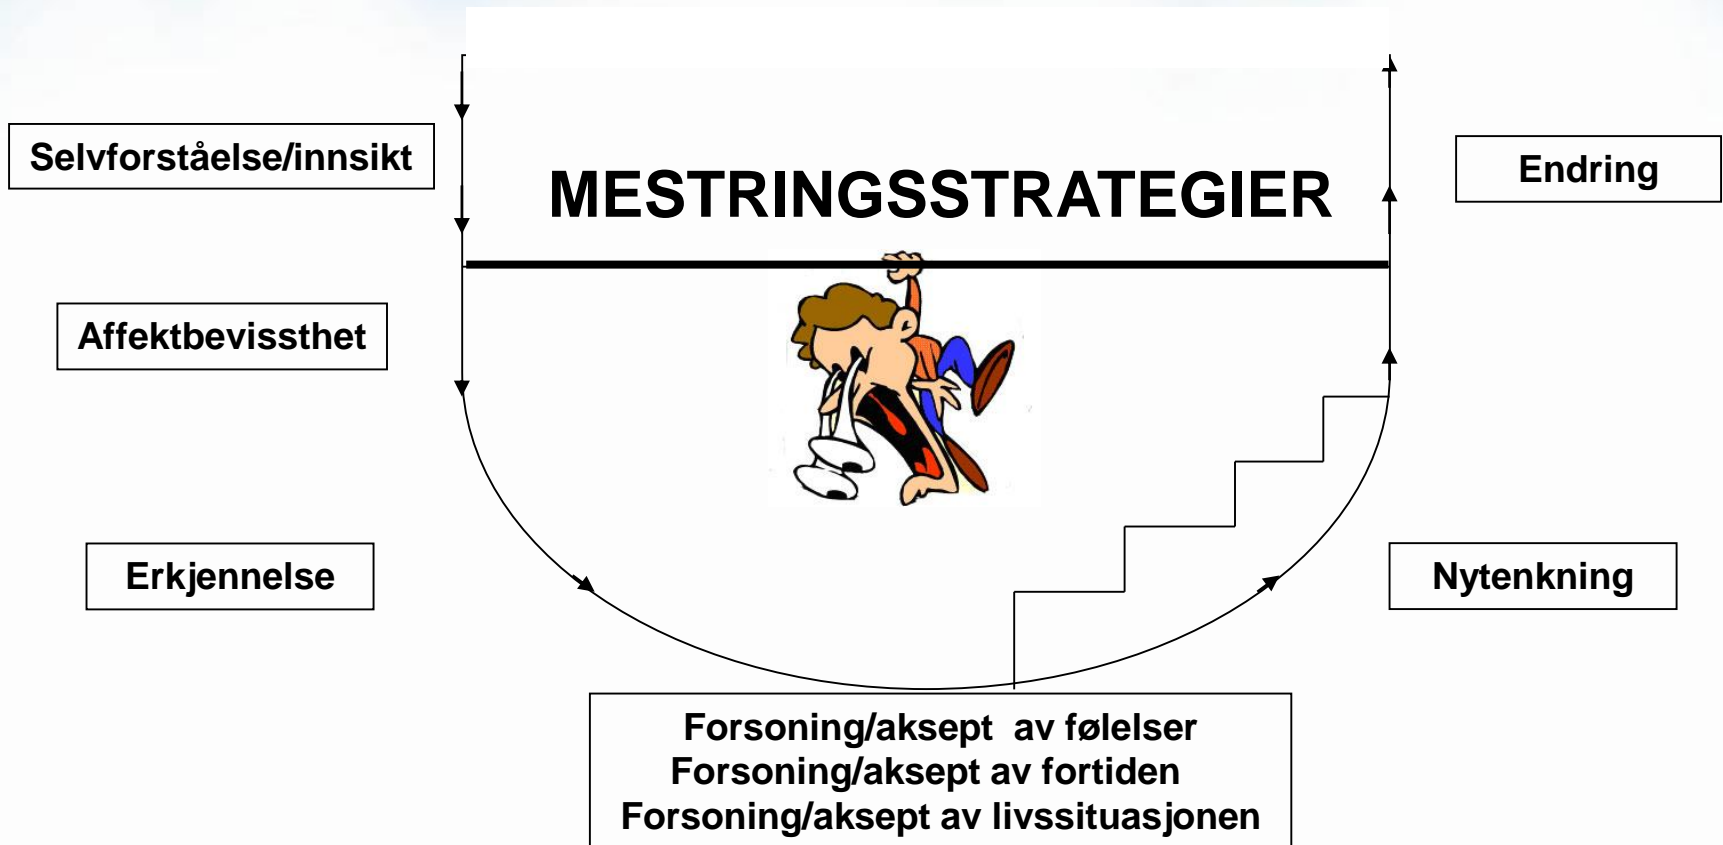 Selvforståelse/innsikt
MESTRINGSSTRATEGIER
Endring
Affektbevissthet
Erkjennelse
Nytenkning
Forsoning/aksept av følelser
Forsoning/aksept av fortiden
Forsoning/aksept av livssituasjonen